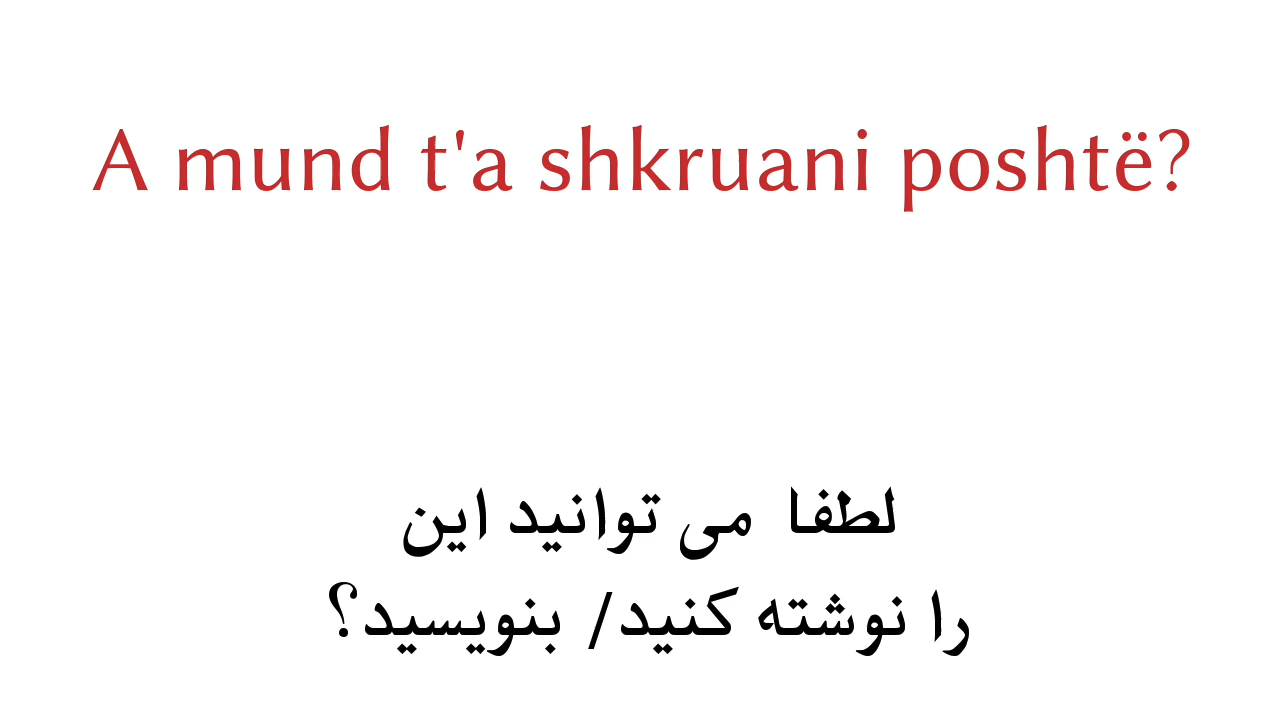 A mund t'a shkruani poshtë?
لطفا می توانید این
را نوشته کنید/ بنویسید؟